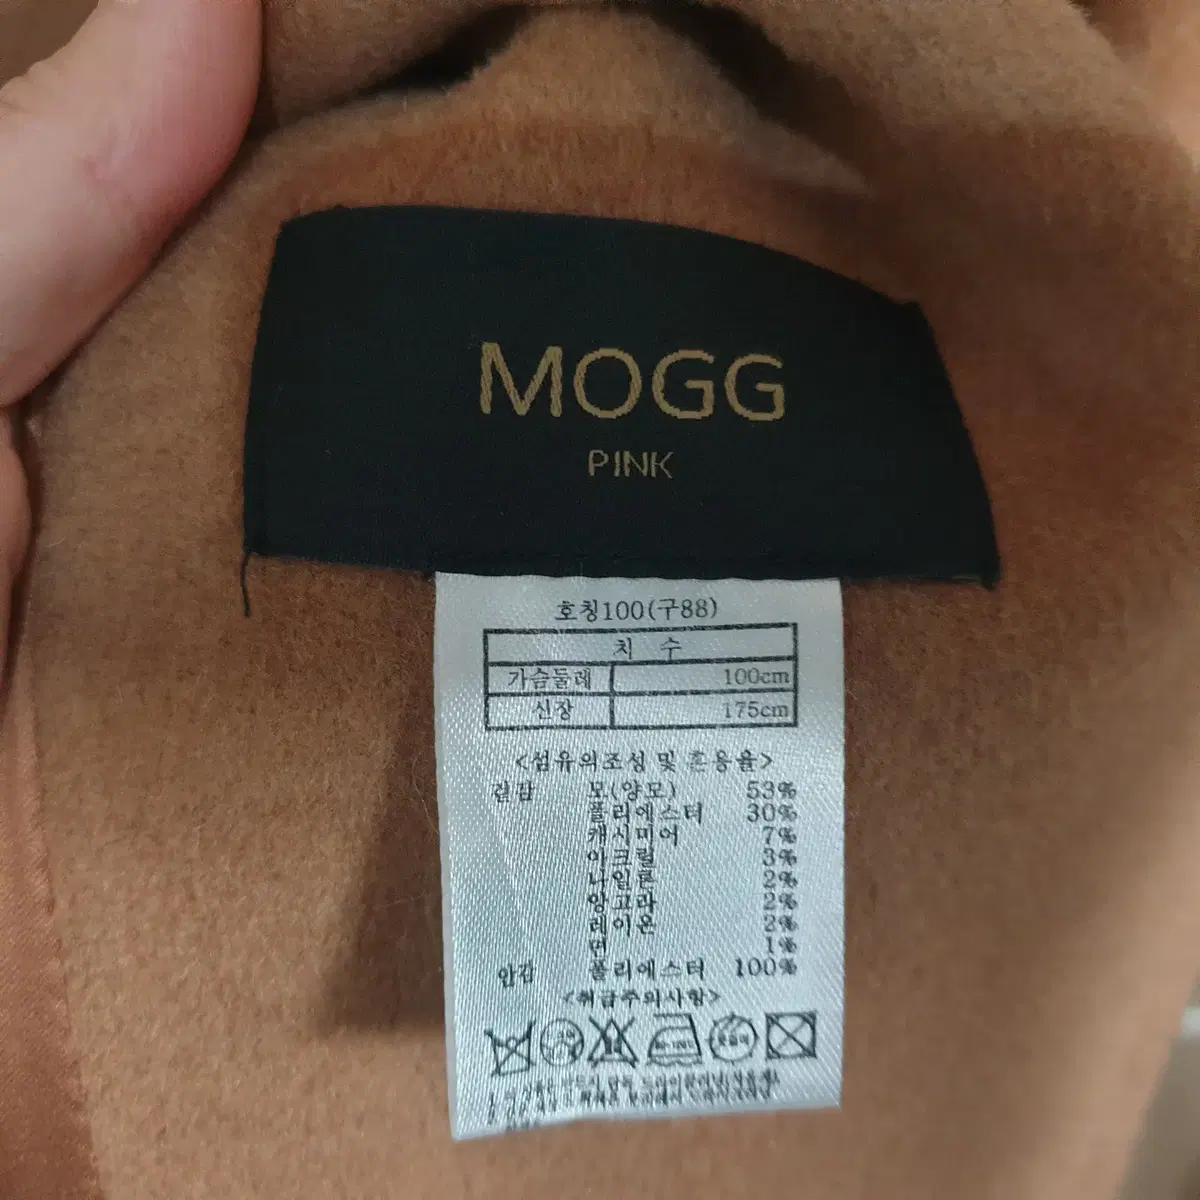 MOGG
PINK
호칭100(구88)
치 수
가슴둘레 100cm
신장 175cm
<섬유의조성 및 혼용율>
겉감 모(양모) 53%
폴리에스터 30%
캐시미어 7%
아크릴 3%
나일론 2%
앙고라 2%
레이온 2%
면 1%
안감 폴리에스터 100%
<취급주의사항>